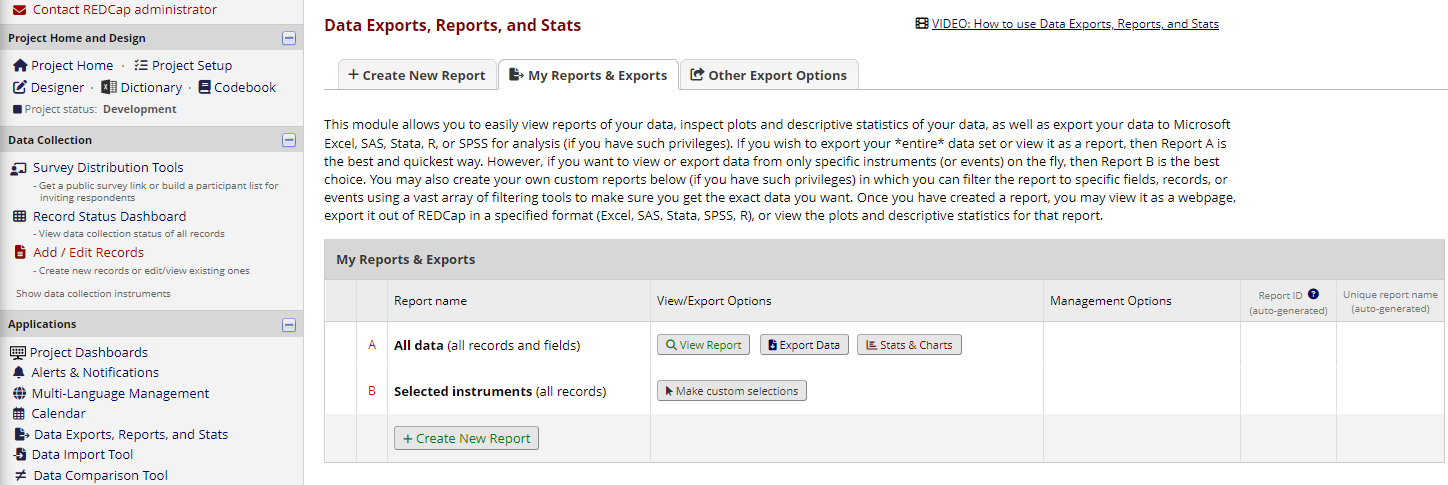 Contact REDCap administrator
Project Home and Design
Project Home · Project Setup
Designer · Dictionary · Codebook
Project status: Development
Data Collection
Survey Distribution Tools
- Get a public survey link or build a participant list for
inviting respondents
Record Status Dashboard
- View data collection status of all records
Add / Edit Records
- Create new records or edit/view existing ones
Show data collection instruments
Applications
Project Dashboards
Alerts & Notifications
Multi-Language Management
Calendar
Data Exports, Reports, and Stats
Data Import Tool
Data Comparison Tool
Data Exports, Reports, and Stats
VIDEO: How to use Data Exports, Reports, and Stats
+ Create New Report
My Reports & Exports
Other Export Options
This module allows you to easily view reports of your data, inspect plots and descriptive statistics of your data, as well as export your data to Microsoft
Excel, SAS, Stata, R, or SPSS for analysis (if you have such privileges). If you wish to export your *entire* data set or view it as a report, then Report A is
the best and quickest way. However, if you want to view or export data from only specific instruments (or events) on the fly, then Report B is the best
choice. You may also create your own custom reports below (if you have such privileges) in which you can filter the report to specific fields, records, or
events using a vast array of filtering tools to make sure you get the exact data you want. Once you have created a report, you may view it as a webpage,
export it out of REDCap in a specified format (Excel, SAS, Stata, SPSS, R), or view the plots and descriptive statistics for that report.
My Reports & Exports
Report name
View/Export Options
Management Options
Report ID ?
(auto-generated)
Unique report name
(auto-generated)
A All data (all records and fields) View Report Export Data Stats & Charts
B Selected instruments (all records) Make custom selections
+ Create New Report